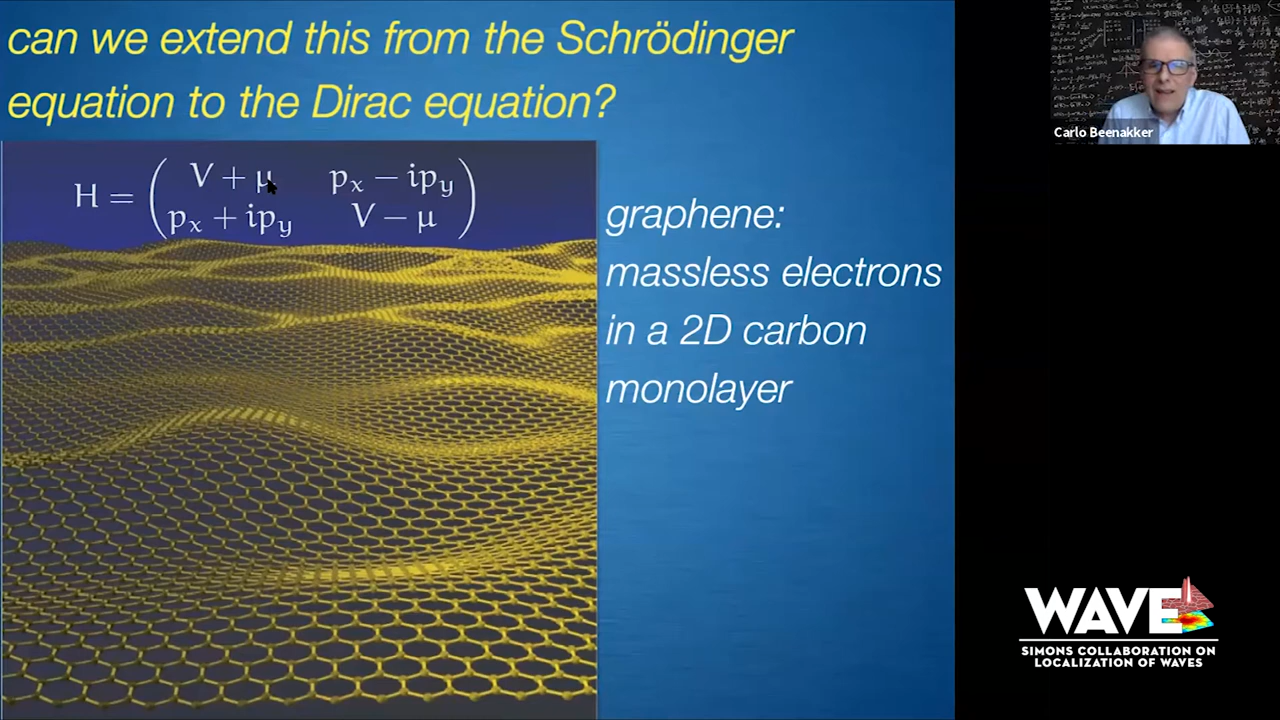 can we extend this from the Schrödinger
equation to the Dirac equation?
H = ( V + μ    pₓ − ipᵧ
pₓ + ipᵧ    V − μ )
graphene:
massless electrons
in a 2D carbon
monolayer
Carlo Beenakker
WAVE
SIMONS COLLABORATION ON
LOCALIZATION OF WAVES